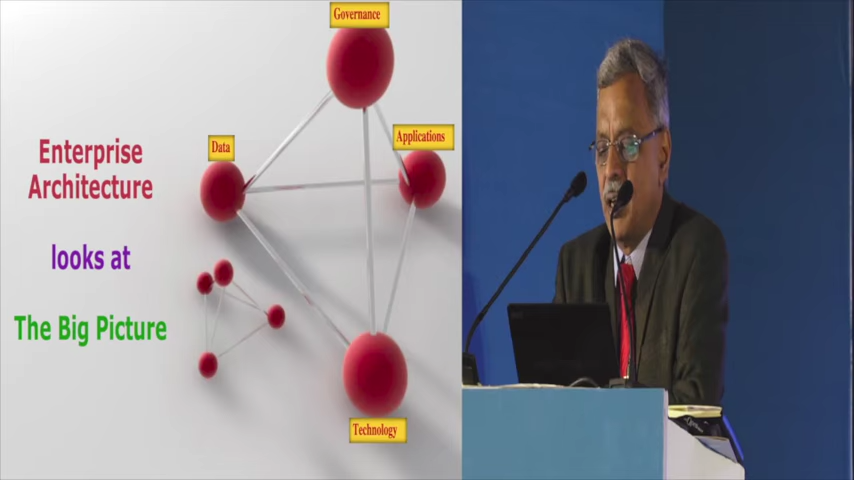 Governance
Data
Applications
Enterprise
Architecture
looks at
The Big Picture
Technology